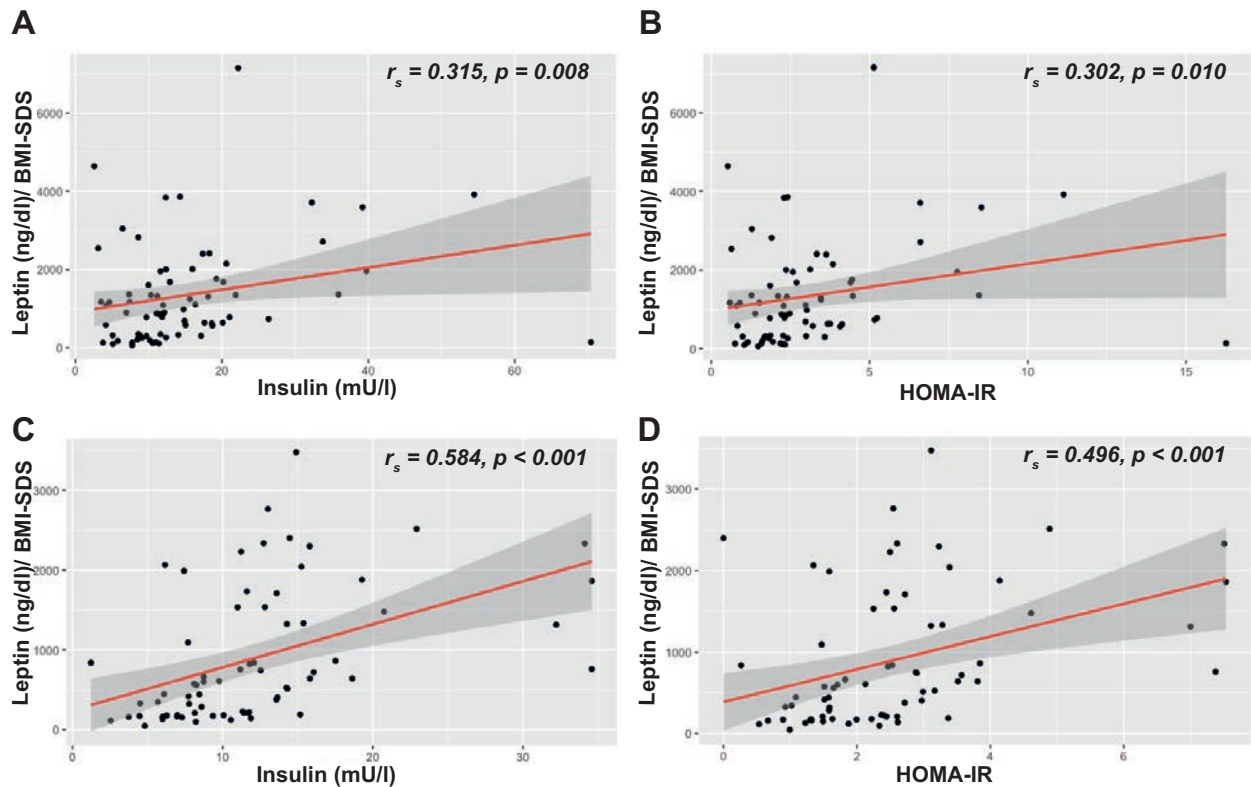 A
r_s = 0.315, p = 0.008
Leptin (ng/dl)/ BMI-SDS
6000
4000
2000
0
0 20 40 60
Insulin (mU/l)
B
r_s = 0.302, p = 0.010
Leptin (ng/dl)/ BMI-SDS
6000
4000
2000
0
0 5 10 15
HOMA-IR
C
r_s = 0.584, p < 0.001
Leptin (ng/dl)/ BMI-SDS
3000
2000
1000
0
0 10 20 30
Insulin (mU/l)
D
r_s = 0.496, p < 0.001
Leptin (ng/dl)/ BMI-SDS
3000
2000
1000
0
0 2 4 6
HOMA-IR